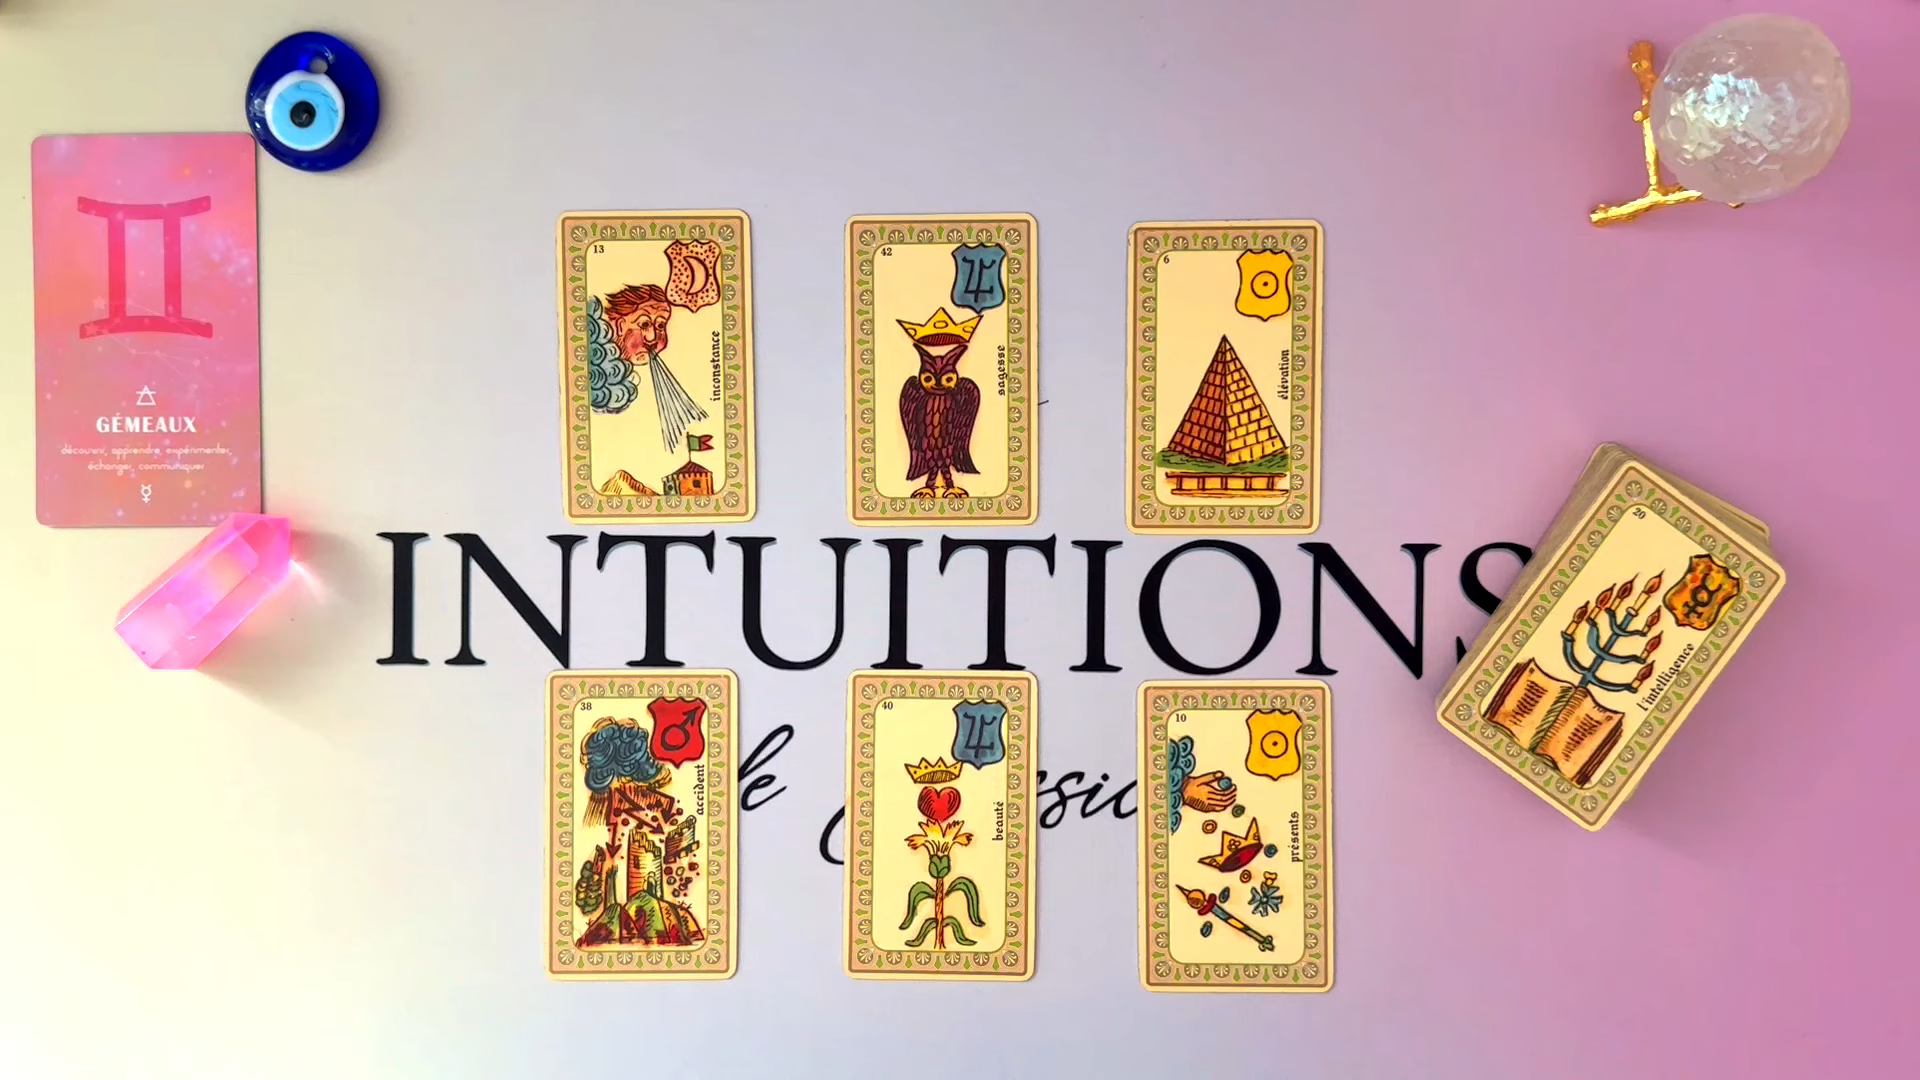 GÉMEAUX
découvrir, apprendre, expérimenter,
échanger, communiquer
13
inconstance
42
sagesse
6
élévation
INTUITIONS
20
l'intelligence
38
accident
40
beauté
10
présents